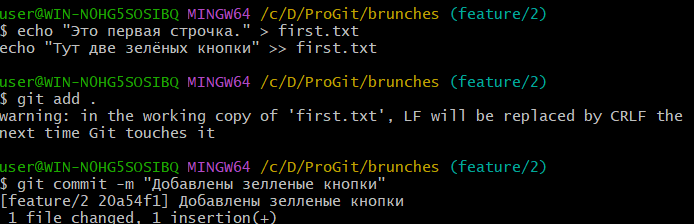 user@WIN-N0HG5SOSIBQ MINGW64 /c/D/ProGit/brunches (feature/2)
$ echo "Это первая строчка." > first.txt
echo "Тут две зелёных кнопки" >> first.txt
user@WIN-N0HG5SOSIBQ MINGW64 /c/D/ProGit/brunches (feature/2)
$ git add .
warning: in the working copy of 'first.txt', LF will be replaced by CRLF the
next time Git touches it
user@WIN-N0HG5SOSIBQ MINGW64 /c/D/ProGit/brunches (feature/2)
$ git commit -m "Добавлены зелленые кнопки"
[feature/2 20a54f1] Добавлены зелленые кнопки
1 file changed, 1 insertion(+)